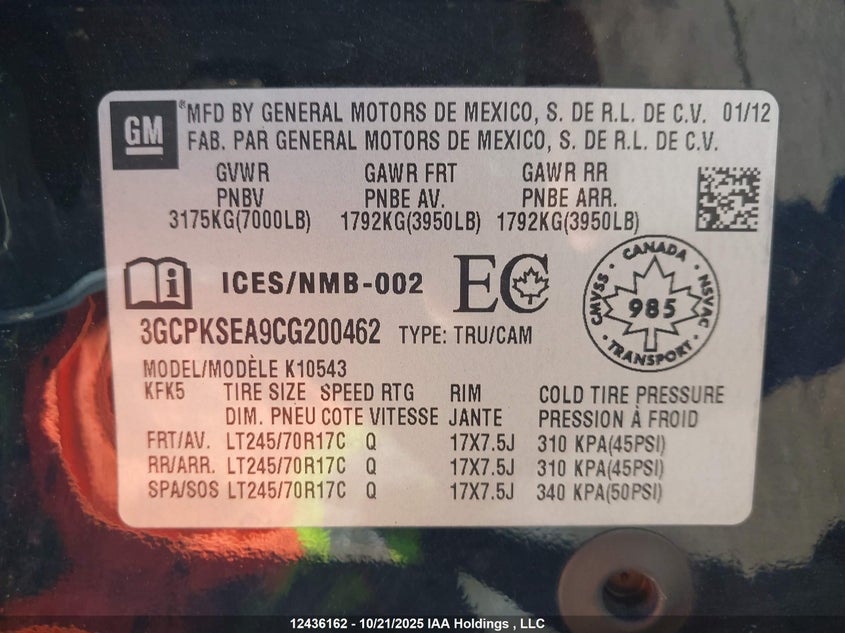 GM
®MFD BY GENERAL MOTORS DE MEXICO, S. DE R.L. DE C.V. 01/12
FAB. PAR GENERAL MOTORS DE MEXICO, S. DE R.L. DE C.V.
GVWR GAWR FRT GAWR RR
PNBV PNBE AV. PNBE ARR.
3175KG(7000LB) 1792KG(3950LB) 1792KG(3950LB)
i ICES/NMB-002 EC
CANADA
CMVSS 985 NSVAC
TRANSPORT
3GCPKSEA9CG200462 TYPE: TRU/CAM
MODEL/MODÈLE K10543
KFK5 TIRE SIZE SPEED RTG RIM COLD TIRE PRESSURE
DIM. PNEU COTE VITESSE JANTE PRESSION À FROID
FRT/AV. LT245/70R17C Q 17X7.5J 310 KPA(45PSI)
RR/ARR. LT245/70R17C Q 17X7.5J 310 KPA(45PSI)
SPA/SOS LT245/70R17C Q 17X7.5J 340 KPA(50PSI)
12436162 - 10/21/2025 IAA Holdings , LLC